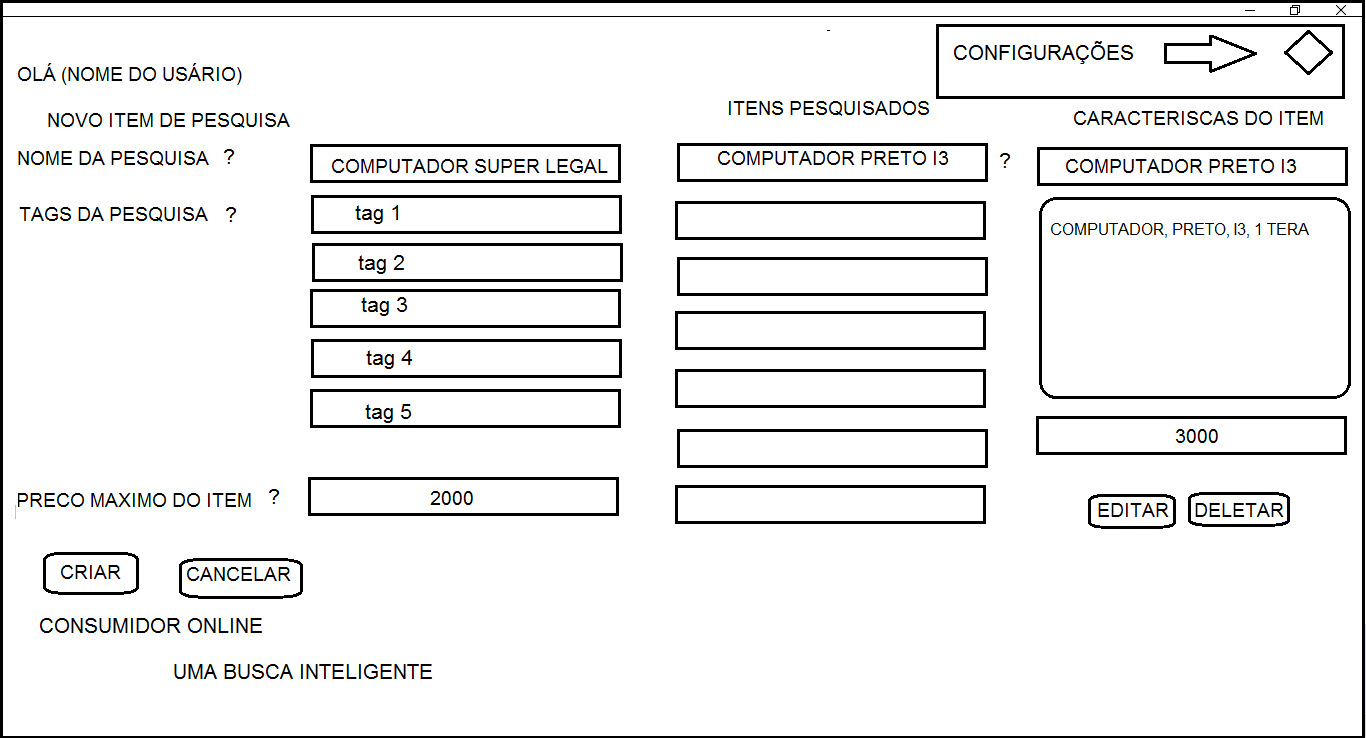 CONFIGURAÇÕES
OLÁ (NOME DO USÁRIO)
NOVO ITEM DE PESQUISA
NOME DA PESQUISA ?
COMPUTADOR SUPER LEGAL
TAGS DA PESQUISA ?
tag 1
tag 2
tag 3
tag 4
tag 5
PRECO MAXIMO DO ITEM ?
2000
CRIAR
CANCELAR
CONSUMIDOR ONLINE
UMA BUSCA INTELIGENTE
ITENS PESQUISADOS
COMPUTADOR PRETO I3 ?
CARACTERISCAS DO ITEM
COMPUTADOR PRETO I3
COMPUTADOR, PRETO, I3, 1 TERA
3000
EDITAR
DELETAR